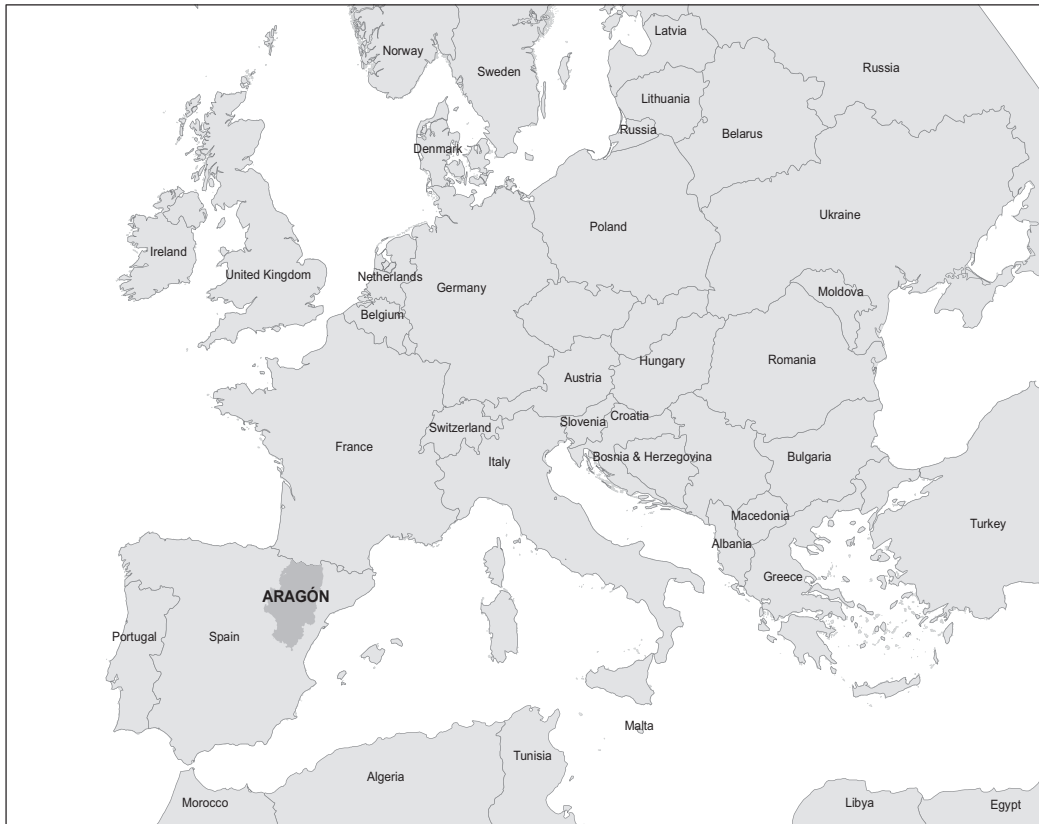 Latvia
Norway
Russia
Sweden
Lithuania
Russia
Belarus
Denmark
Ukraine
Poland
Ireland
United Kingdom
Netherlands
Germany
Moldova
Belgium
Hungary
Romania
Austria
Croatia
Slovenia
Switzerland
France
Bosnia & Herzegovina
Bulgaria
Italy
Macedonia
Turkey
Albania
Greece
ARAGÓN
Portugal
Spain
Malta
Tunisia
Algeria
Morocco
Libya
Egypt